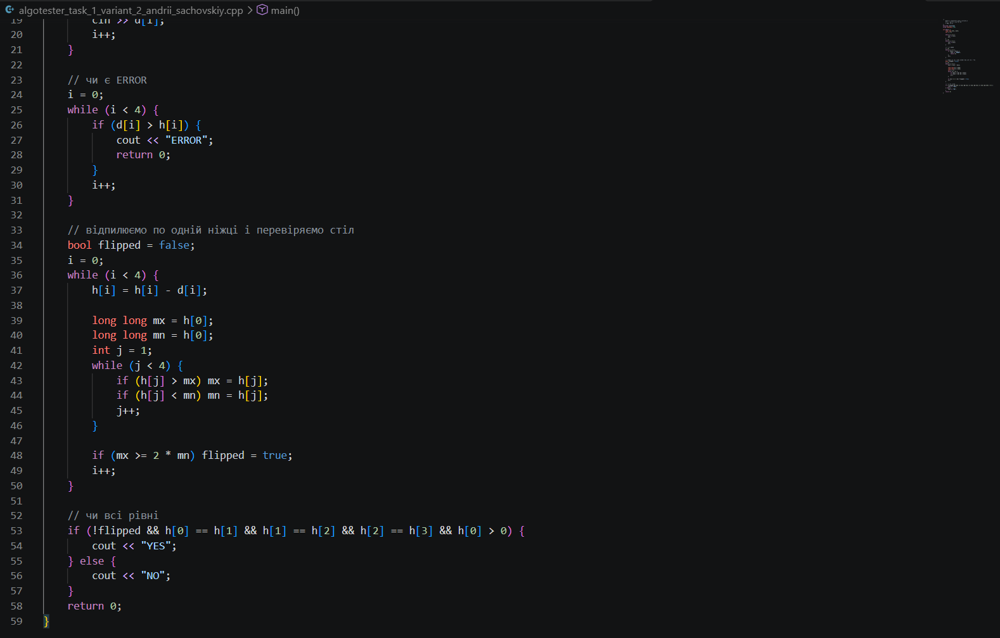 algotester_task_1_variant_2_andrii_sachovskiy.cpp > main()
19 cin >> d[i];
20 i++;
21 }
22
23 // чи є ERROR
24 i = 0;
25 while (i < 4) {
26 if (d[i] > h[i]) {
27 cout << "ERROR";
28 return 0;
29 }
30 i++;
31 }
32
33 // відпилюємо по одній ніжці і перевіряємо стіл
34 bool flipped = false;
35 i = 0;
36 while (i < 4) {
37 h[i] = h[i] - d[i];
38
39 long long mx = h[0];
40 long long mn = h[0];
41 int j = 1;
42 while (j < 4) {
43 if (h[j] > mx) mx = h[j];
44 if (h[j] < mn) mn = h[j];
45 j++;
46 }
47
48 if (mx >= 2 * mn) flipped = true;
49 i++;
50 }
51
52 // чи всі рівні
53 if (!flipped && h[0] == h[1] && h[1] == h[2] && h[2] == h[3] && h[0] > 0) {
54 cout << "YES";
55 } else {
56 cout << "NO";
57 }
58 return 0;
59 }